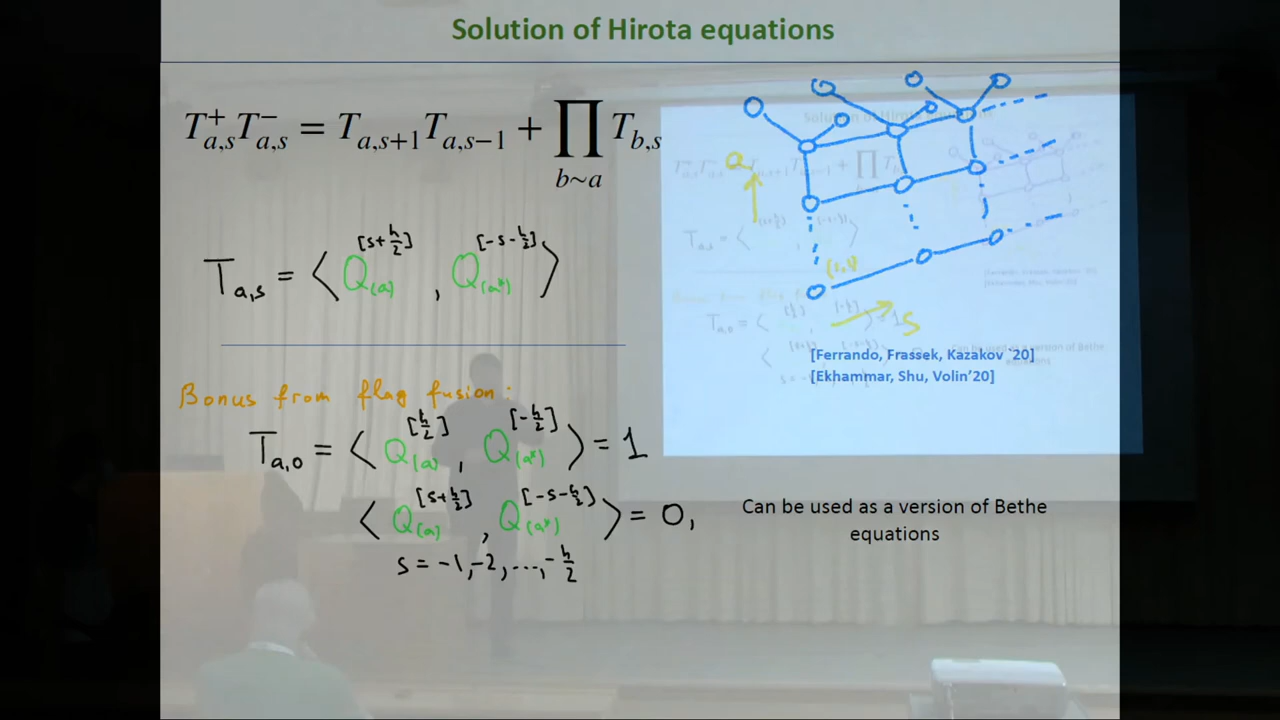 Solution of Hirota equations
T⁺_{a,s} T⁻_{a,s} = T_{a,s+1} T_{a,s-1} + ∏_{b~a} T_{b,s}
T_{a,s} = ⟨ Q_{(a)}^{[s+h/2]} , Q_{(a*)}^{[-s-h/2]} ⟩
a
s
[Ferrando, Frassek, Kazakov `20]
[Ekhammar, Shu, Volin'20]
Bonus from flag fusion:
T_{a,0} = ⟨ Q_{(a)}^{[h/2]} , Q_{(a*)}^{[-h/2]} ⟩ = 1
⟨ Q_{(a)}^{[s+h/2]} , Q_{(a*)}^{[-s-h/2]} ⟩ = 0,
s = -1, -2, ..., -h/2
Can be used as a version of Bethe
equations